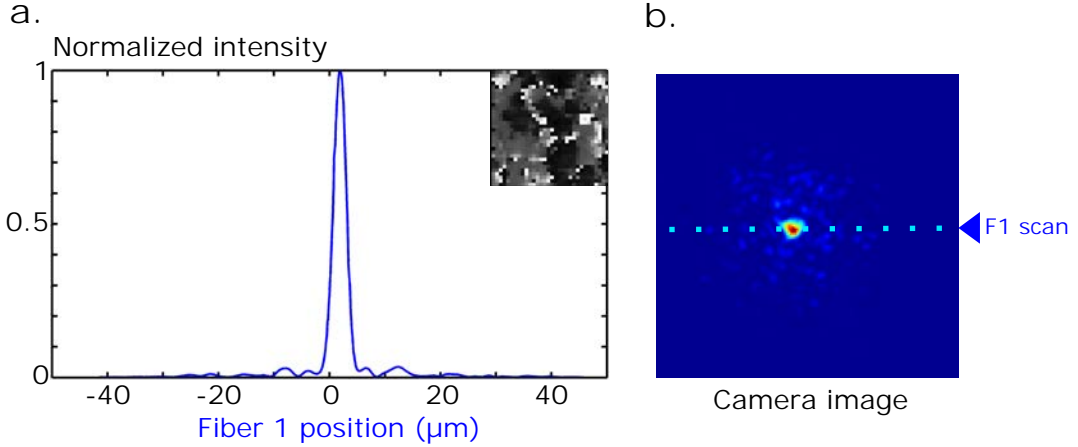 a.
Normalized intensity
1
0.5
0
-40 -20 0 20 40
Fiber 1 position (µm)
b.
F1 scan
Camera image